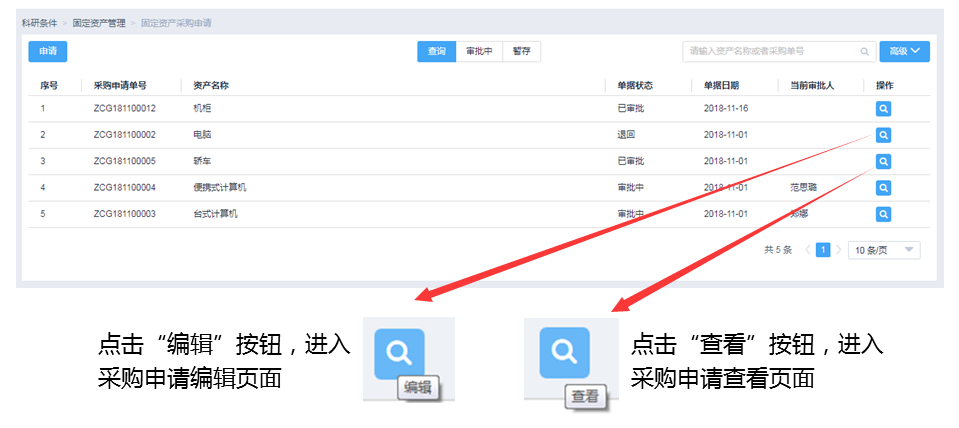 科研条件 > 固定资产管理 > 固定资产采购申请
申请 查询 审批中 暂存 请输入资产名称或者采购单号 高级
序号 采购申请单号 资产名称 单据状态 单据日期 当前审批人 操作
1 ZCG181100012 机柜 已审批 2018-11-16
2 ZCG181100002 电脑 退回 2018-11-01
3 ZCG181100005 轿车 已审批 2018-11-01
4 ZCG181100004 便携式计算机 审批中 2018-11-01 范思璐
5 ZCG181100003 台式计算机 审批中 2018-11-01
共 5 条 1 10 条/页
点击“编辑”按钮，进入
采购申请编辑页面
编辑
查看
点击“查看”按钮，进入
采购申请查看页面